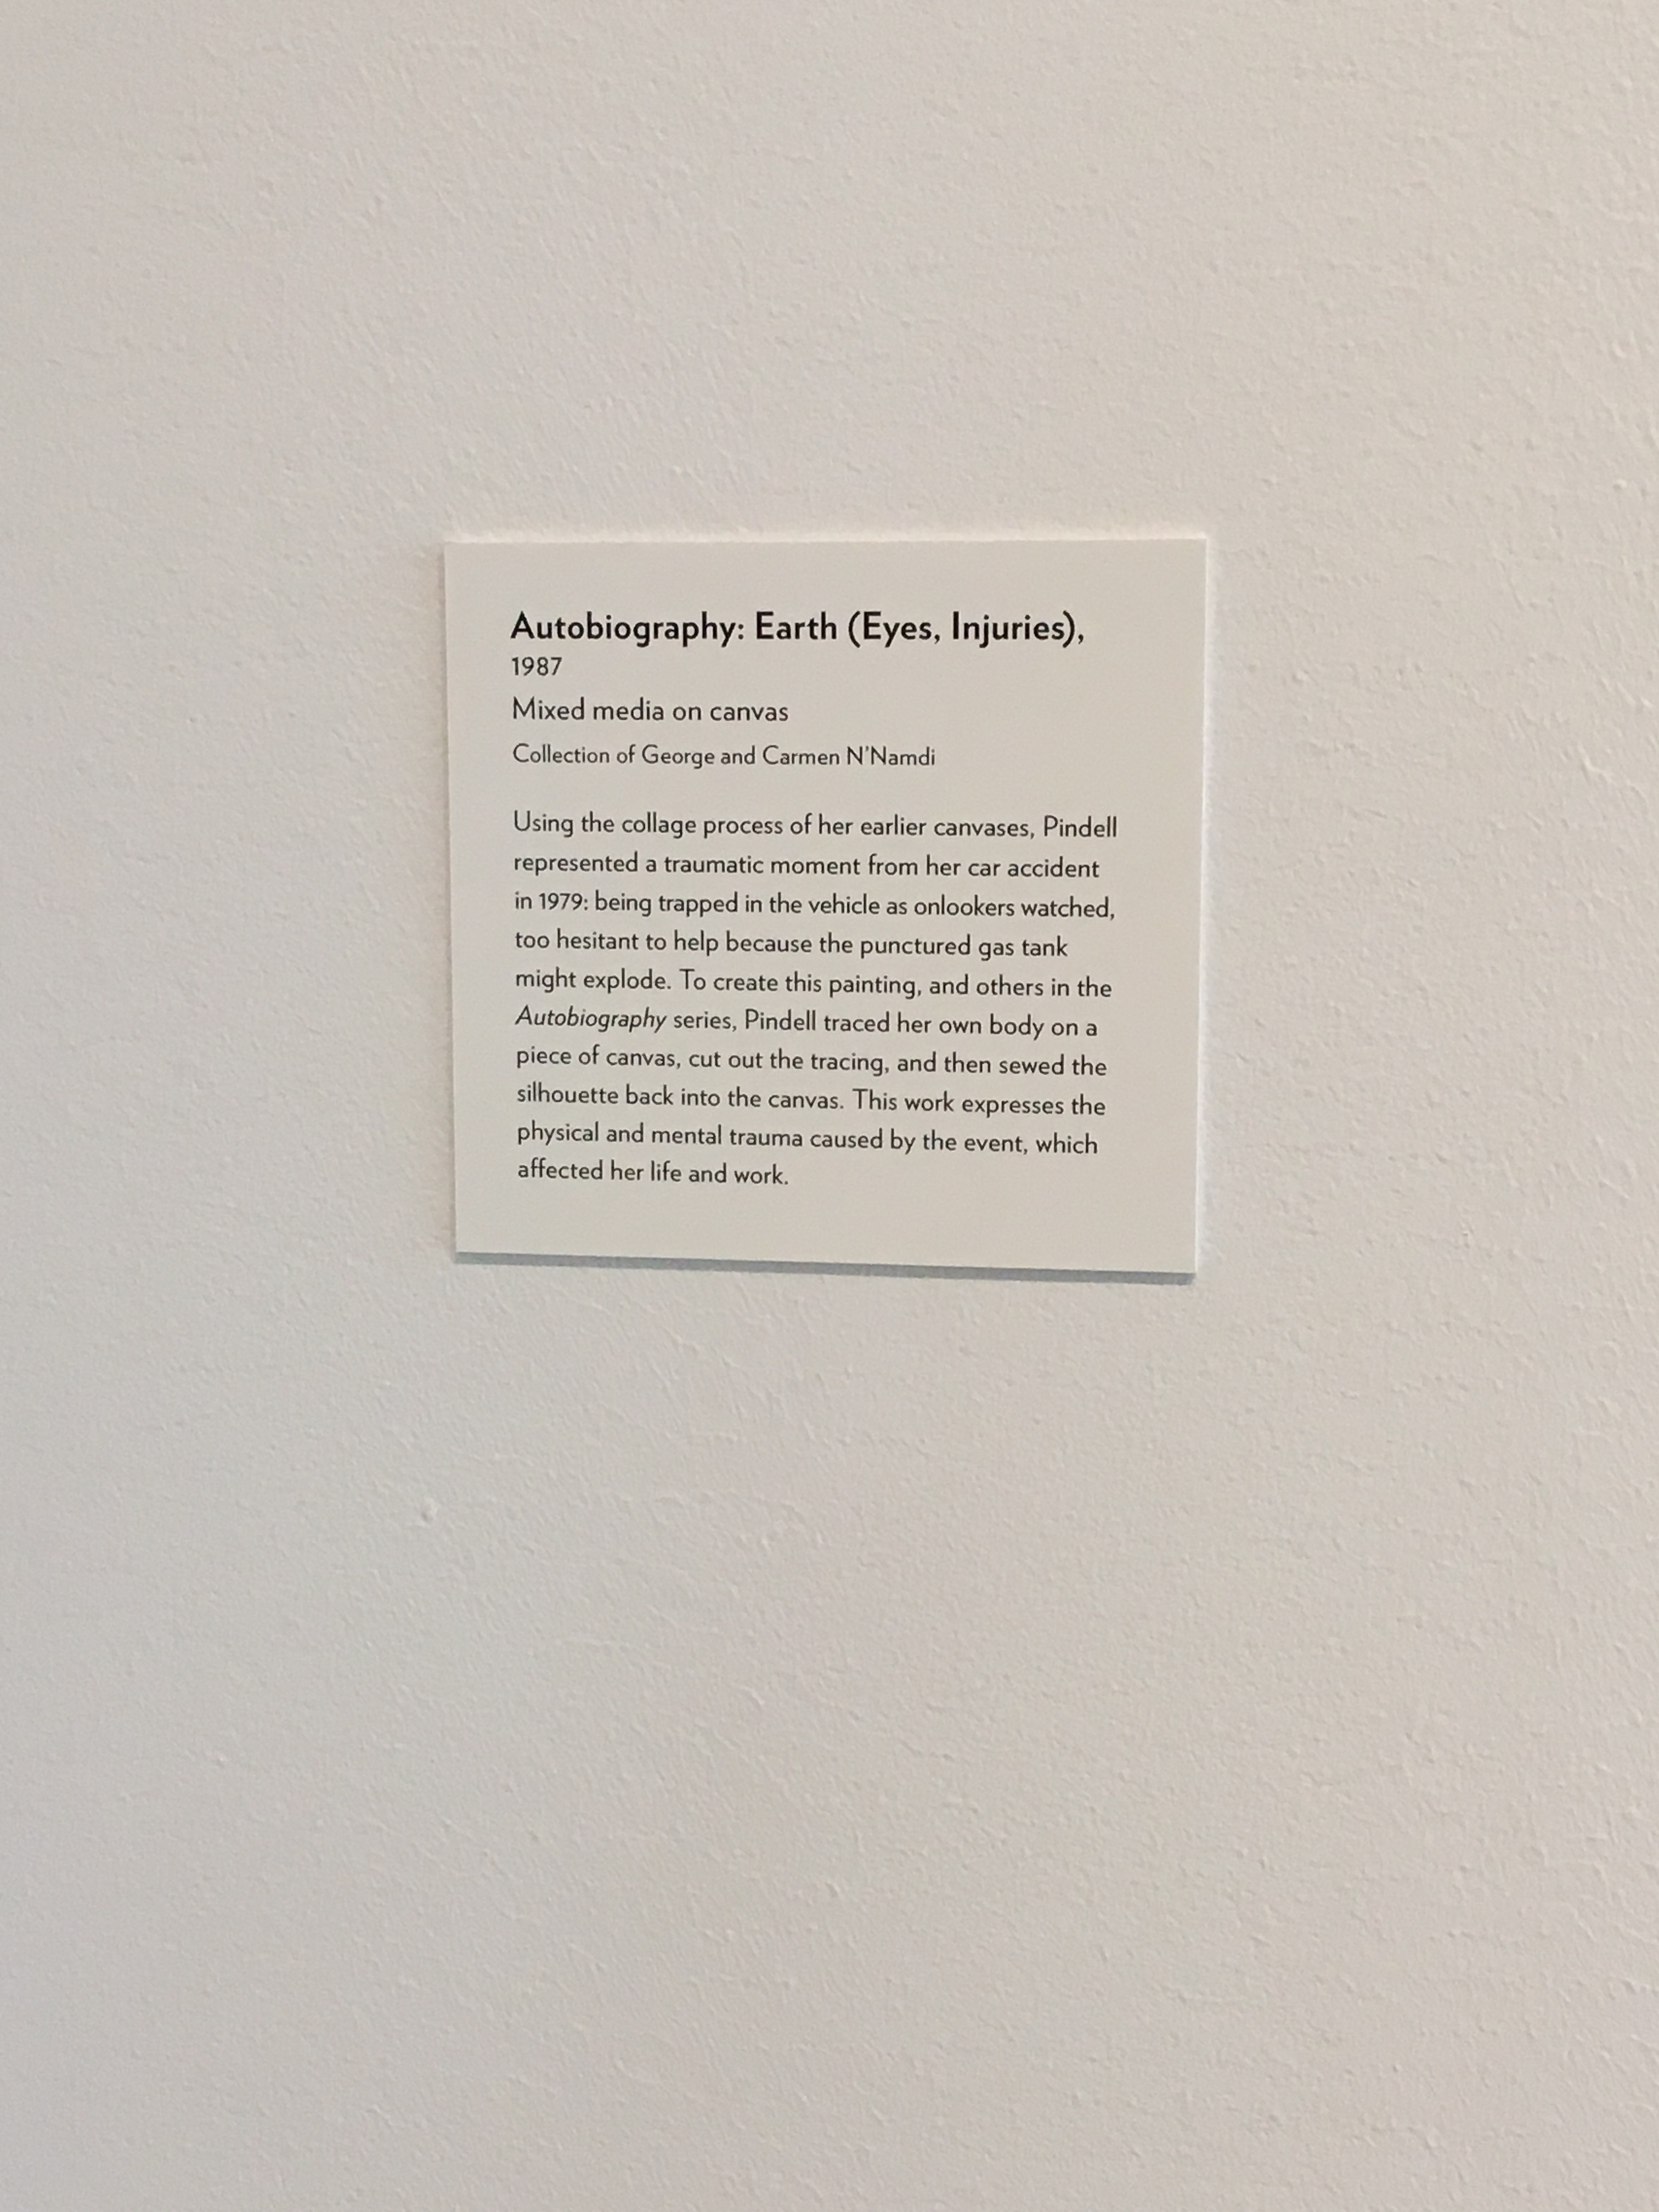 Autobiography: Earth (Eyes, Injuries),
1987
Mixed media on canvas
Collection of George and Carmen N'Namdi
Using the collage process of her earlier canvases, Pindell
represented a traumatic moment from her car accident
in 1979: being trapped in the vehicle as onlookers watched,
too hesitant to help because the punctured gas tank
might explode. To create this painting, and others in the
Autobiography series, Pindell traced her own body on a
piece of canvas, cut out the tracing, and then sewed the
silhouette back into the canvas. This work expresses the
physical and mental trauma caused by the event, which
affected her life and work.